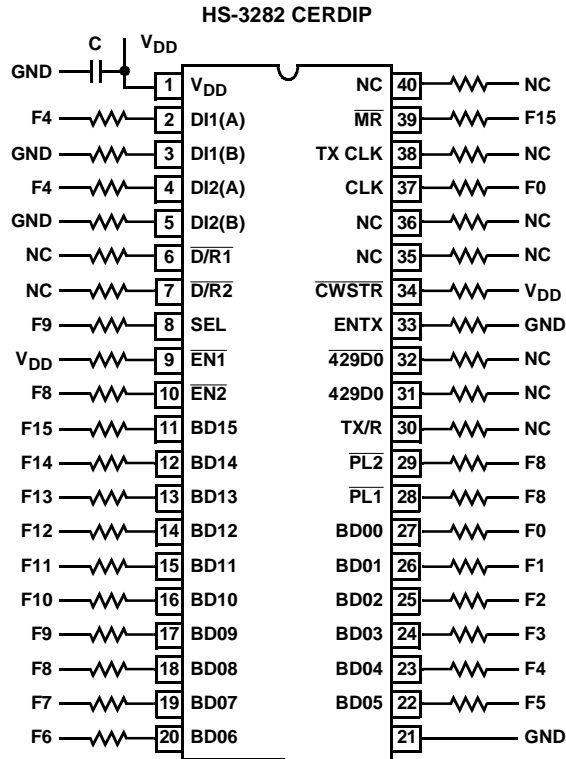 HS-3282 CERDIP
C VDD
GND
1 VDD NC 40 NC
F4 2 DI1(A) MR 39 F15
GND 3 DI1(B) TX CLK 38 NC
F4 4 DI2(A) CLK 37 F0
GND 5 DI2(B) NC 36 NC
NC 6 D/R1 NC 35 NC
NC 7 D/R2 CWSTR 34 VDD
F9 8 SEL ENTX 33 GND
VDD 9 EN1 429D0 32 NC
F8 10 EN2 429D0 31 NC
F15 11 BD15 TX/R 30 NC
F14 12 BD14 PL2 29 F8
F13 13 BD13 PL1 28 F8
F12 14 BD12 BD00 27 F0
F11 15 BD11 BD01 26 F1
F10 16 BD10 BD02 25 F2
F9 17 BD09 BD03 24 F3
F8 18 BD08 BD04 23 F4
F7 19 BD07 BD05 22 F5
F6 20 BD06 21 GND